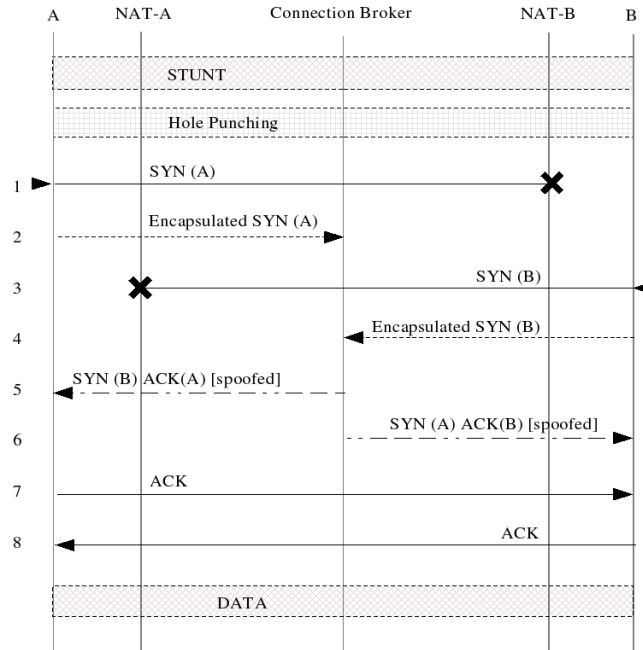 A NAT-A Connection Broker NAT-B B
STUNT
Hole Punching
1 SYN (A)
2 Encapsulated SYN (A)
3 SYN (B)
4 Encapsulated SYN (B)
5 SYN (B) ACK(A) [spoofed]
6 SYN (A) ACK(B) [spoofed]
7 ACK
8 ACK
DATA